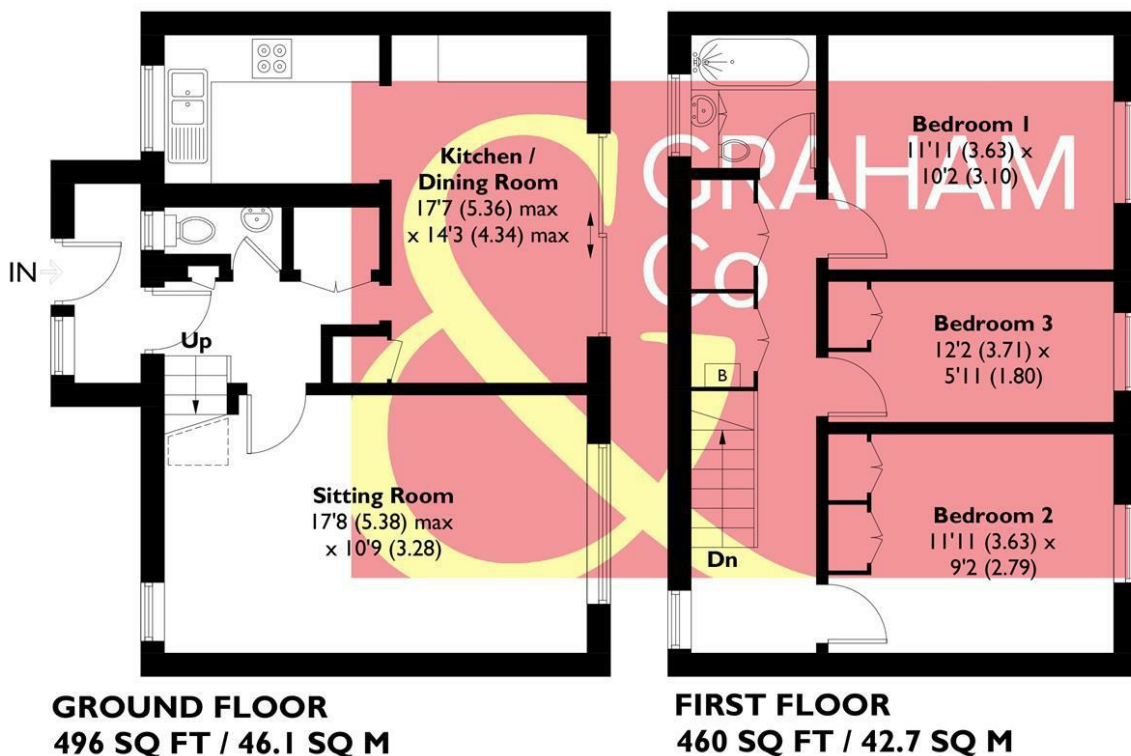 IN
Kitchen /
Dining Room
17'7 (5.36) max
x 14'3 (4.34) max
Up
Sitting Room
17'8 (5.38) max
x 10'9 (3.28)
GROUND FLOOR
496 SQ FT / 46.1 SQ M
&
GRAHAM
Co
Bedroom 1
11'11 (3.63) x
10'2 (3.10)
Bedroom 3
12'2 (3.71) x
5'11 (1.80)
B
Bedroom 2
11'11 (3.63) x
9'2 (2.79)
Dn
FIRST FLOOR
460 SQ FT / 42.7 SQ M